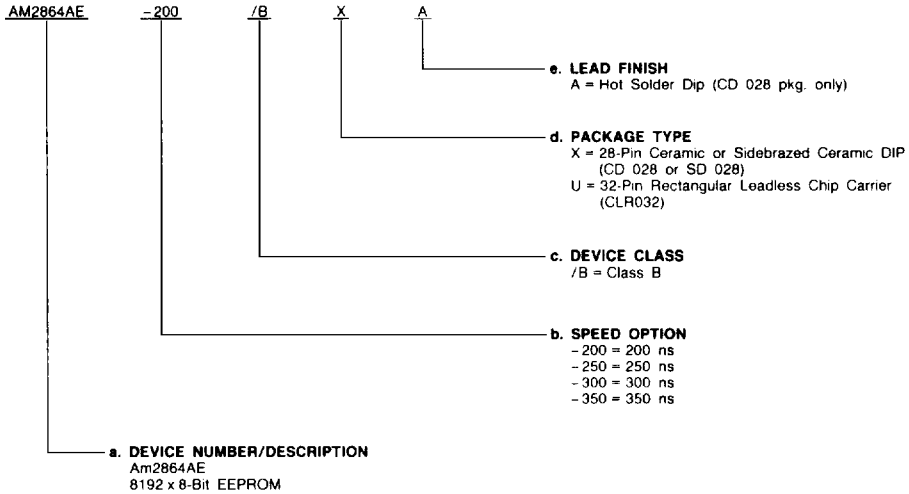 AM2864AE -200 /B X A
e. LEAD FINISH
A = Hot Solder Dip (CD 028 pkg. only)
d. PACKAGE TYPE
X = 28-Pin Ceramic or Sidebrazed Ceramic DIP
(CD 028 or SD 028)
U = 32-Pin Rectangular Leadless Chip Carrier
(CLR032)
c. DEVICE CLASS
/B = Class B
b. SPEED OPTION
-200 = 200 ns
-250 = 250 ns
-300 = 300 ns
-350 = 350 ns
a. DEVICE NUMBER/DESCRIPTION
Am2864AE
8192 x 8-Bit EEPROM